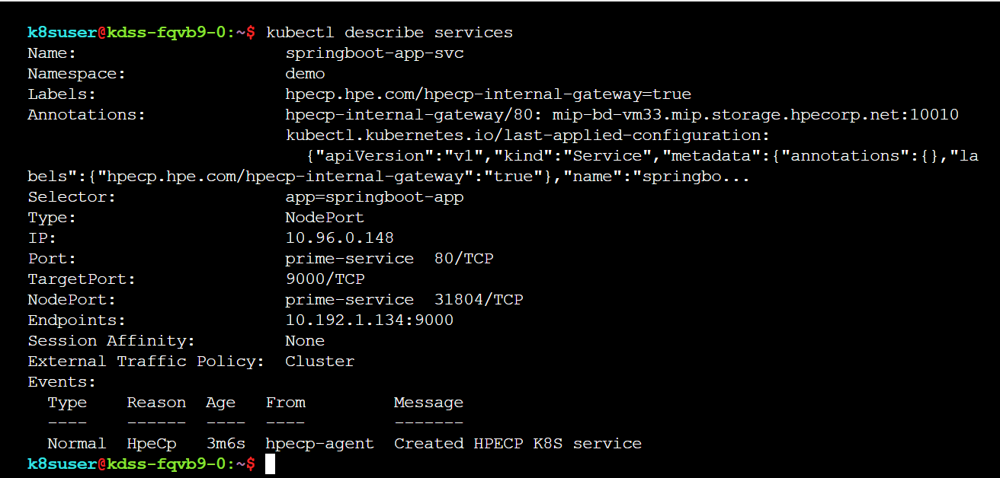 k8suser@kdss-fqvb9-0:~$ kubectl describe services
Name:                     springboot-app-svc
Namespace:                demo
Labels:                   hpecp.hpe.com/hpecp-internal-gateway=true
Annotations:              hpecp-internal-gateway/80: mip-bd-vm33.mip.storage.hpecorp.net:10010
                          kubectl.kubernetes.io/last-applied-configuration:
                            {"apiVersion":"v1","kind":"Service","metadata":{"annotations":{},"la
bels":{"hpecp.hpe.com/hpecp-internal-gateway":"true"},"name":"springbo...
Selector:                 app=springboot-app
Type:                     NodePort
IP:                       10.96.0.148
Port:                     prime-service  80/TCP
TargetPort:               9000/TCP
NodePort:                 prime-service  31804/TCP
Endpoints:                10.192.1.134:9000
Session Affinity:         None
External Traffic Policy:  Cluster
Events:
  Type    Reason  Age   From         Message
  ----    ------  ----  ----         -------
  Normal  HpeCp   3m6s  hpecp-agent  Created HPECP K8S service
k8suser@kdss-fqvb9-0:~$